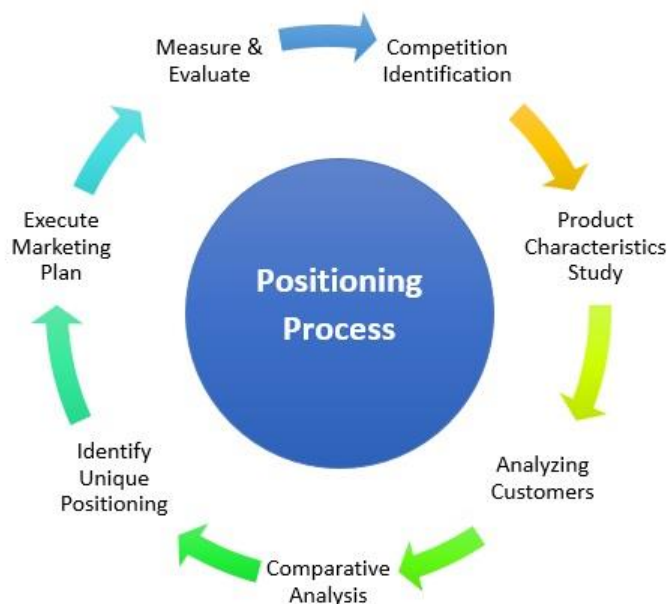 Measure &
Evaluate
Competition
Identification
Product
Characteristics
Study
Analyzing
Customers
Comparative
Analysis
Identify
Unique
Positioning
Execute
Marketing
Plan
Positioning
Process